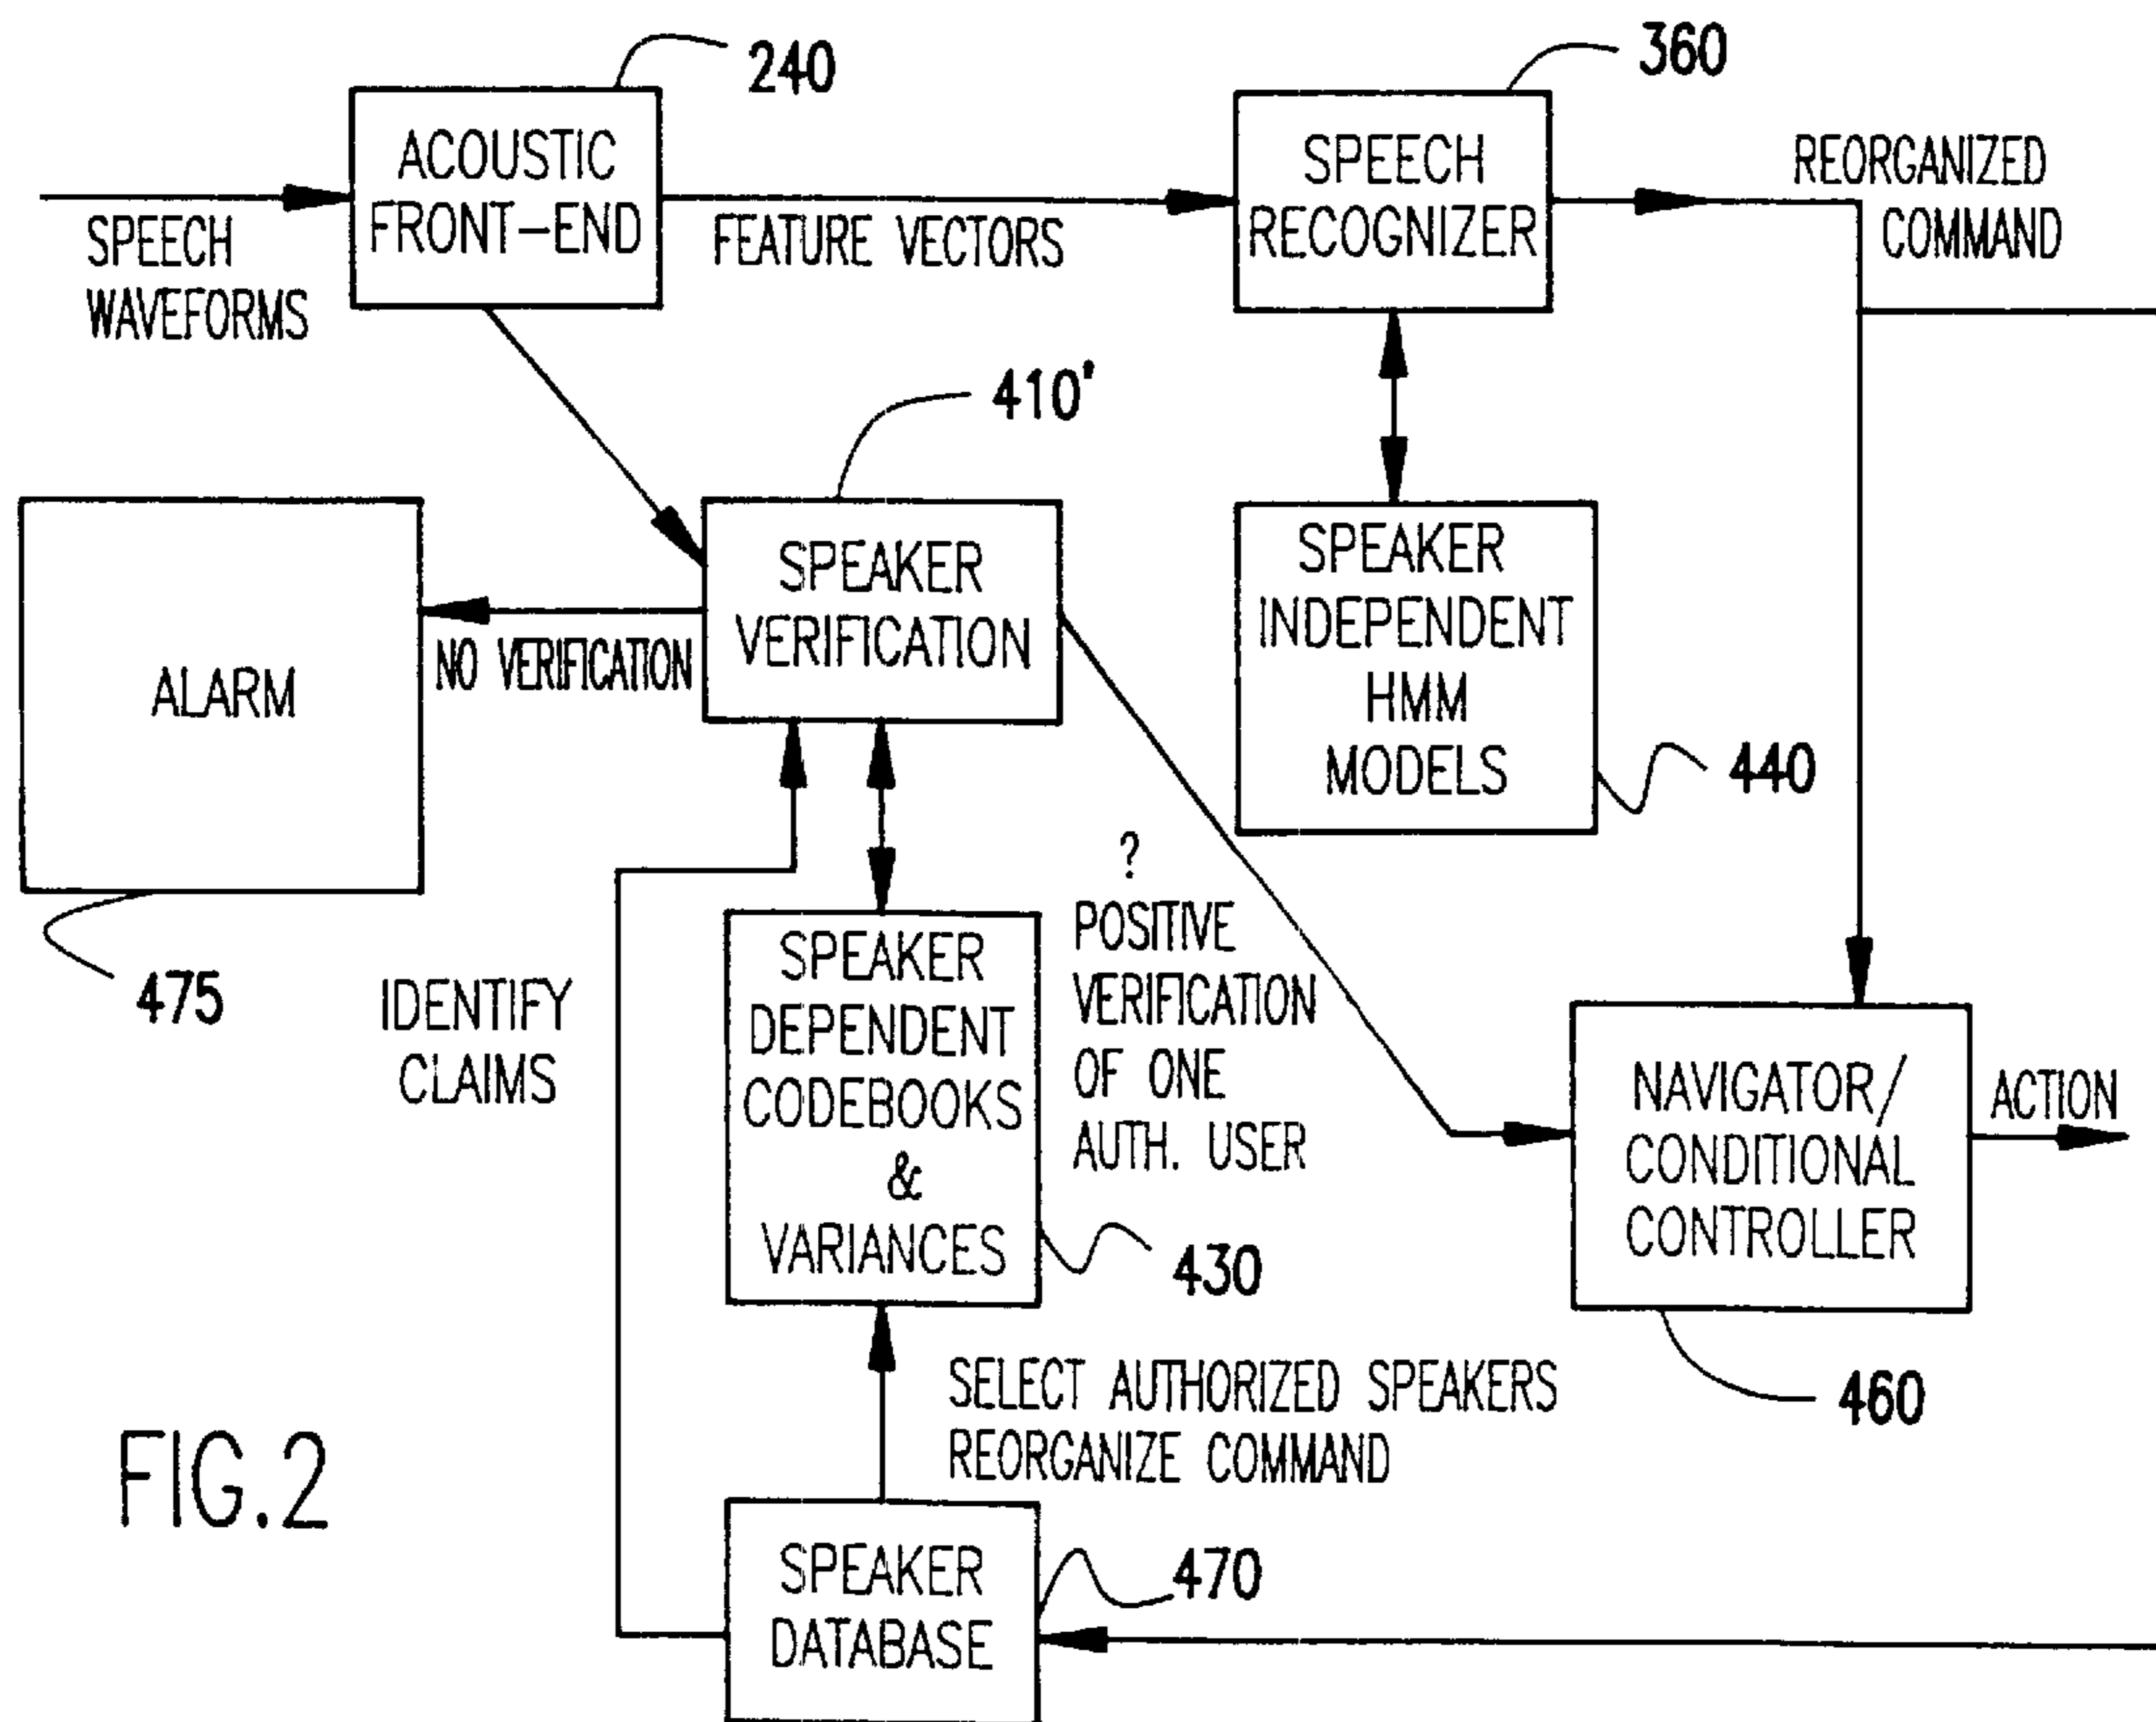 240
360
ACOUSTIC
FRONT-END
SPEECH
RECOGNIZER
REORGANIZED
COMMAND
SPEECH
WAVEFORMS
FEATURE VECTORS
410'
ALARM
NO VERIFICATION
SPEAKER
VERIFICATION
SPEAKER
INDEPENDENT
HMM
MODELS
440
475
IDENTIFY
CLAIMS
SPEAKER
DEPENDENT
CODEBOOKS
&
VARIANCES
?
POSITIVE
VERIFICATION
OF ONE
AUTH. USER
430
NAVIGATOR/
CONDITIONAL
CONTROLLER
ACTION
460
SELECT AUTHORIZED SPEAKERS
REORGANIZE COMMAND
FIG.2
SPEAKER
DATABASE
470